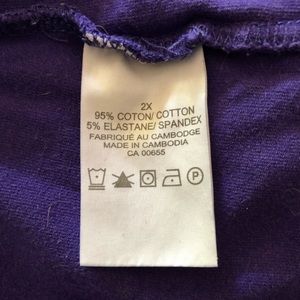 2X
95% COTON/ COTTON
5% ELASTANE/ SPANDEX
FABRIQUÉ AU CAMBODGE
MADE IN CAMBODIA
CA 00655
P